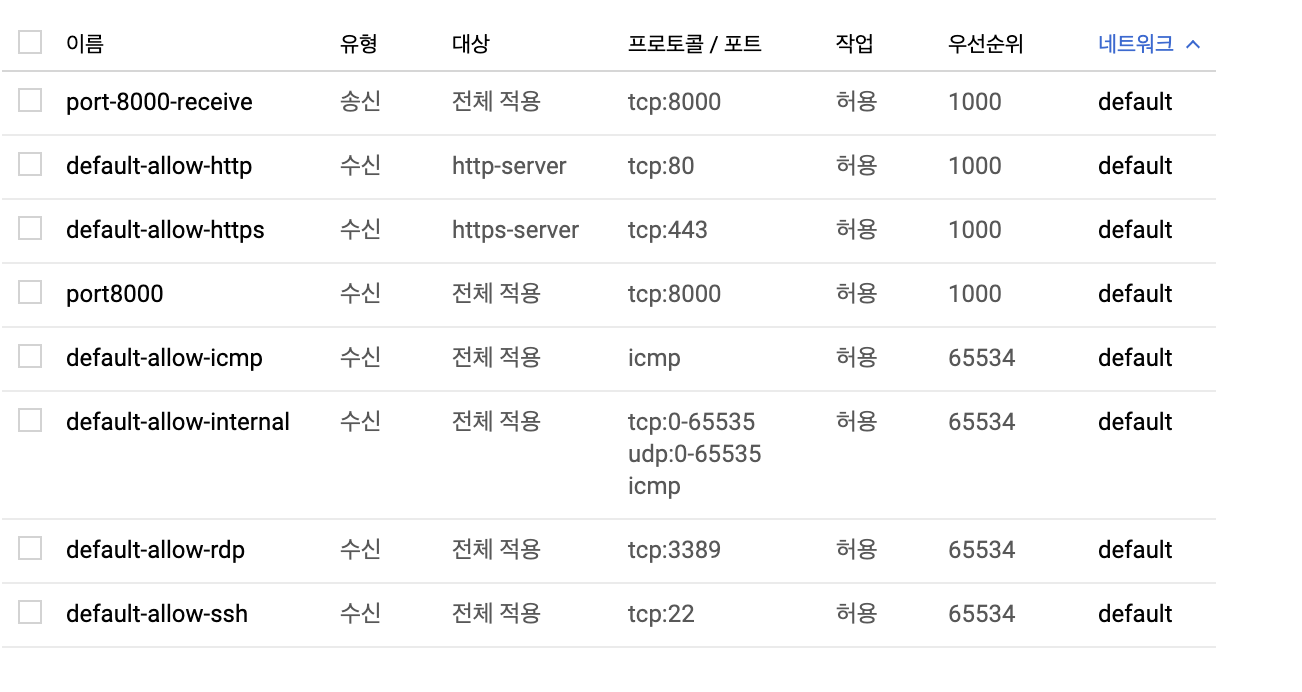 이름 유형 대상 프로토콜 / 포트 작업 우선순위 네트워크
port-8000-receive 송신 전체 적용 tcp:8000 허용 1000 default
default-allow-http 수신 http-server tcp:80 허용 1000 default
default-allow-https 수신 https-server tcp:443 허용 1000 default
port8000 수신 전체 적용 tcp:8000 허용 1000 default
default-allow-icmp 수신 전체 적용 icmp 허용 65534 default
default-allow-internal 수신 전체 적용 tcp:0-65535 허용 65534 default
udp:0-65535
icmp
default-allow-rdp 수신 전체 적용 tcp:3389 허용 65534 default
default-allow-ssh 수신 전체 적용 tcp:22 허용 65534 default